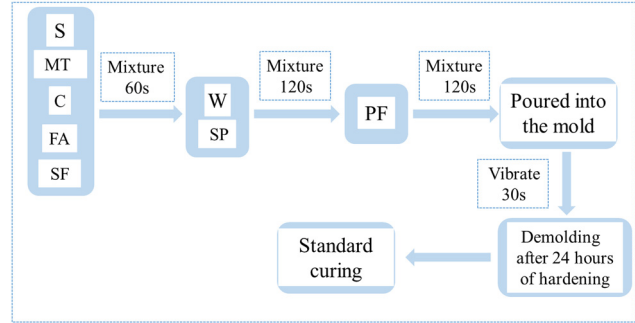 S
MT
C
FA
SF
Mixture
60s
W
SP
Mixture
120s
PF
Mixture
120s
Poured into
the mold
Vibrate
30s
Demolding
after 24 hours
of hardening
Standard
curing